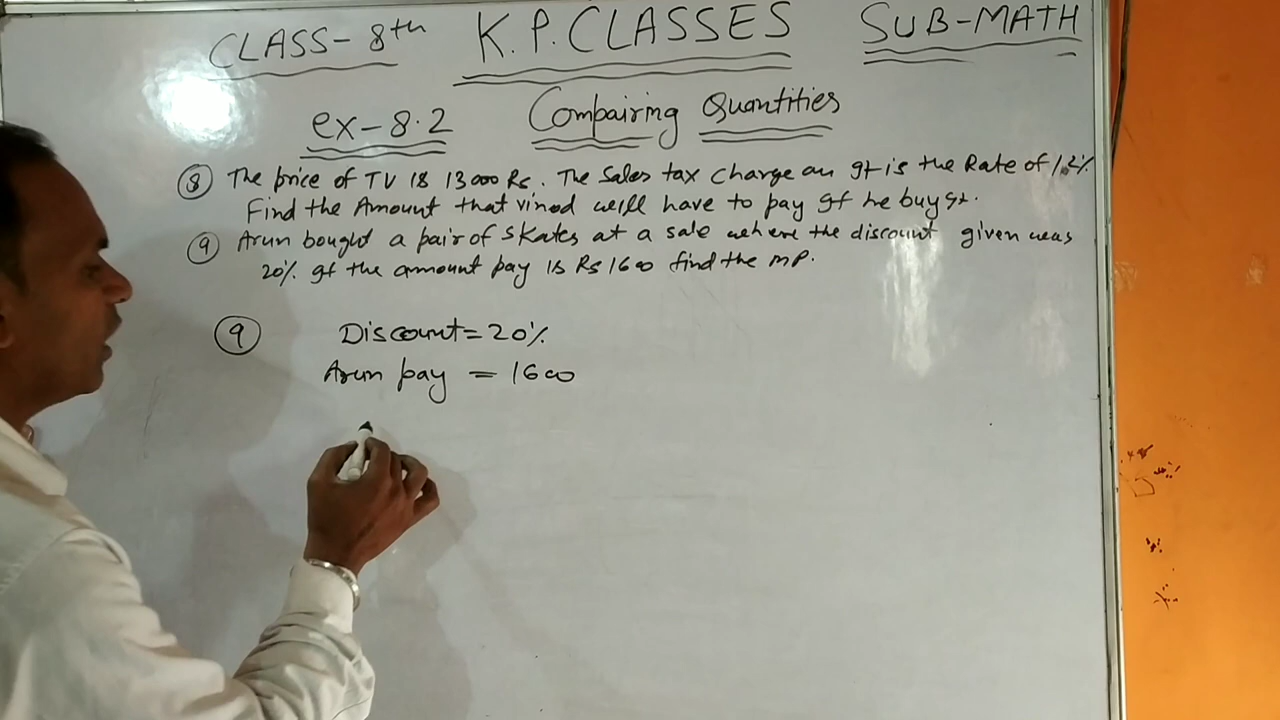 CLASS-8th K.P.CLASSES SUB-MATH
ex-8.2 Compairing Quantities
⑧ The price of TV is 13000 Rs. The Sales tax charge on It is the Rate of 12%
Find the Amount that vinod will have to pay If he buy It.
⑨ Arun bought a pair of skates at a sale where the discount given was
20% If the amount pay is Rs 1600 find the MP.
⑨ Discount=20%
Arun pay = 1600